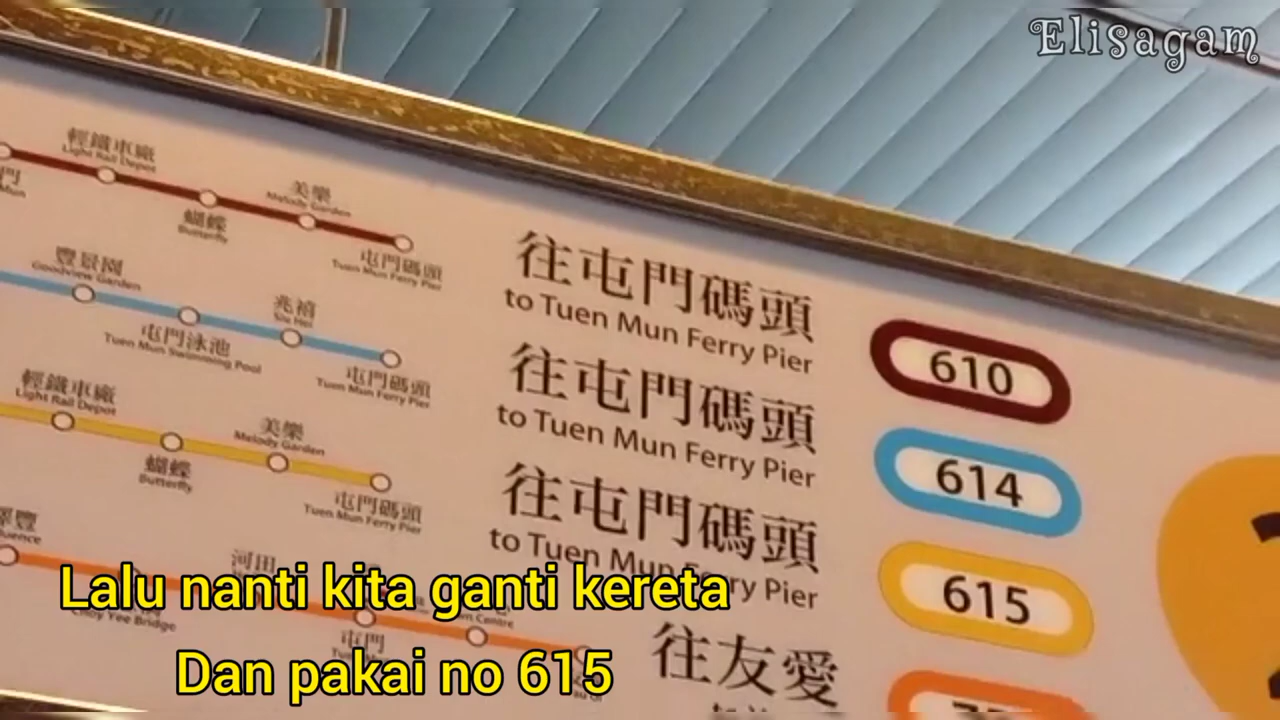 Elisagam
輕鐵車廠
Light Rail Depot
美樂
Melody Garden
蝴蝶
Butterfly
屯門碼頭
Tuen Mun Ferry Pier
往屯門碼頭
to Tuen Mun Ferry Pier
610
豐景園
Goodview Garden
兆禧
Siu Hei
屯門泳池
Tuen Mun Swimming Pool
屯門碼頭
Tuen Mun Ferry Pier
往屯門碼頭
to Tuen Mun Ferry Pier
614
輕鐵車廠
Light Rail Depot
美樂
Melody Garden
蝴蝶
Butterfly
屯門碼頭
Tuen Mun Ferry Pier
往屯門碼頭
to Tuen Mun Ferry Pier
615
河田
屯門
往友愛
Lalu nanti kita ganti kereta
Dan pakai no 615